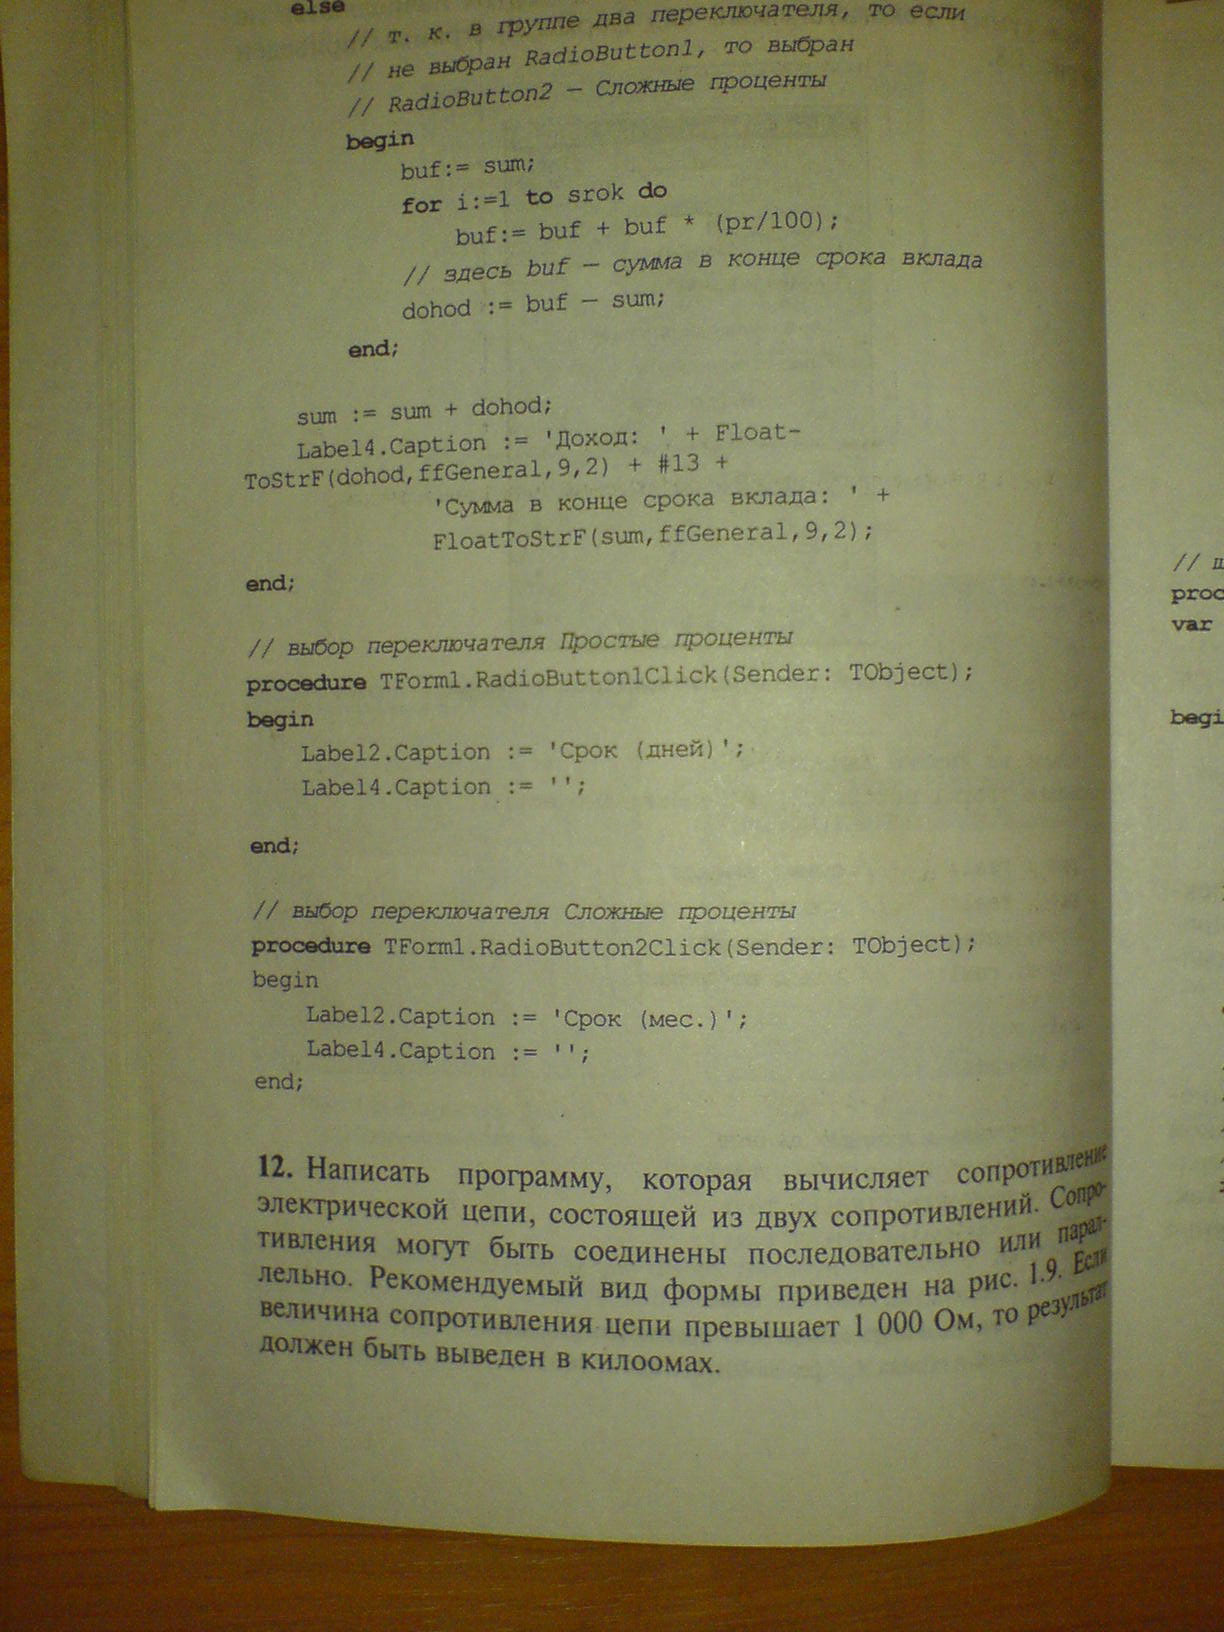 else
// т. к. в группе два переключателя, то если
// не выбран RadioButton1, то выбран
// RadioButton2 — Сложные проценты
begin
buf:= sum;
for i:=1 to srok do
buf:= buf + buf * (pr/100);
// здесь buf — сумма в конце срока вклада
dohod := buf — sum;
end;
sum := sum + dohod;
Label4.Caption := 'Доход: ' + Float-
ToStrF(dohod,ffGeneral,9,2) + #13 +
'Сумма в конце срока вклада: ' +
FloatToStrF(sum,ffGeneral,9,2);
end;
// выбор переключателя Простые проценты
procedure TForm1.RadioButton1Click(Sender: TObject);
begin
Label2.Caption := 'Срок (дней)';
Label4.Caption := '';
end;
// выбор переключателя Сложные проценты
procedure TForm1.RadioButton2Click(Sender: TObject);
begin
Label2.Caption := 'Срок (мес.)';
Label4.Caption := '';
end;
12. Написать программу, которая вычисляет сопротивление
электрической цепи, состоящей из двух сопротивлений. Сопро-
тивления могут быть соединены последовательно или парал-
лельно. Рекомендуемый вид формы приведен на рис. 1.9. Если
величина сопротивления цепи превышает 1 000 Ом, то результат
должен быть выведен в килоомах.
//
proc
var
begi